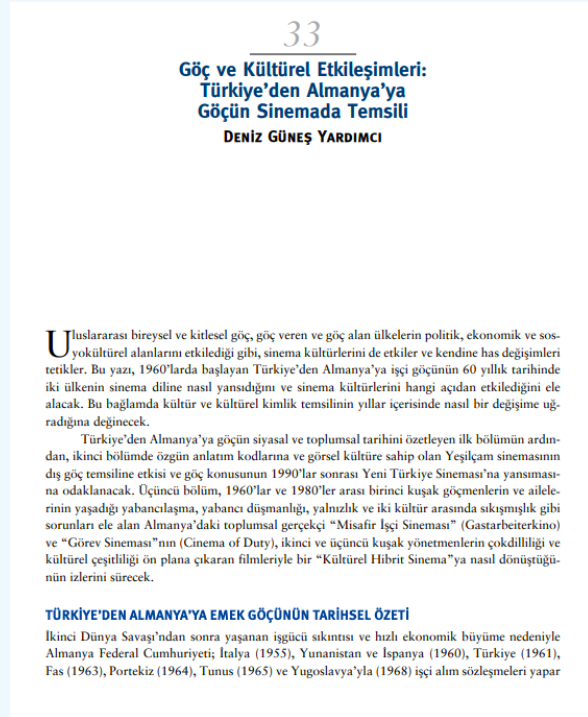 33
Göç ve Kültürel Etkileşimleri:
Türkiye’den Almanya’ya
Göçün Sinemada Temsili
DENİZ GÜNEŞ YARDIMCI
Uluslararası bireysel ve kitlesel göç, göç veren ve göç alan ülkelerin politik, ekonomik ve sos-
yokültürel alanlarını etkilediği gibi, sinema kültürlerini de etkiler ve kendine has değişimleri
tetikler. Bu yazı, 1960’larda başlayan Türkiye’den Almanya’ya işçi göçünün 60 yıllık tarihinde
iki ülkenin sinema diline nasıl yansıdığını ve sinema kültürlerini hangi açıdan etkilediğini ele
alacak. Bu bağlamda kültür ve kültürel kimlik temsilinin yıllar içerisinde nasıl bir değişime uğ-
radığına değinecek.
Türkiye’den Almanya’ya göçün siyasal ve toplumsal tarihini özetleyen ilk bölümün ardın-
dan, ikinci bölümde özgün anlatım kodlarına ve görsel kültüre sahip olan Yeşilçam sinemasının
dış göç temsiline etkisi ve göç konusunun 1990’lar sonrası Yeni Türkiye Sineması’na yansıması-
na odaklanacak. Üçüncü bölüm, 1960’lar ve 1980’ler arası birinci kuşak göçmenlerin ve ailele-
rinin yaşadığı yabancılaşma, yabancı düşmanlığı, yalnızlık ve iki kültür arasında sıkışmışlık gibi
sorunları ele alan Almanya’daki toplumsal gerçekçi “Misafir İşçi Sineması” (Gastarbeiterkino)
ve “Görev Sineması”nın (Cinema of Duty), ikinci ve üçüncü kuşak yönetmenlerin çokdilliliği ve
kültürel çeşitliliği ön plana çıkaran filmleriyle bir “Kültürel Hibrit Sinema”ya nasıl dönüştüğü-
nün izlerini sürecek.
TÜRKİYE’DEN ALMANYA’YA EMEK GÖÇÜNÜN TARİHSEL ÖZETİ
İkinci Dünya Savaşı’ndan sonra yaşanan işgücü sıkıntısı ve hızlı ekonomik büyüme nedeniyle
Almanya Federal Cumhuriyeti; İtalya (1955), Yunanistan ve İspanya (1960), Türkiye (1961),
Fas (1963), Portekiz (1964), Tunus (1965) ve Yugoslavya’yla (1968) işçi alım sözleşmeleri yapar